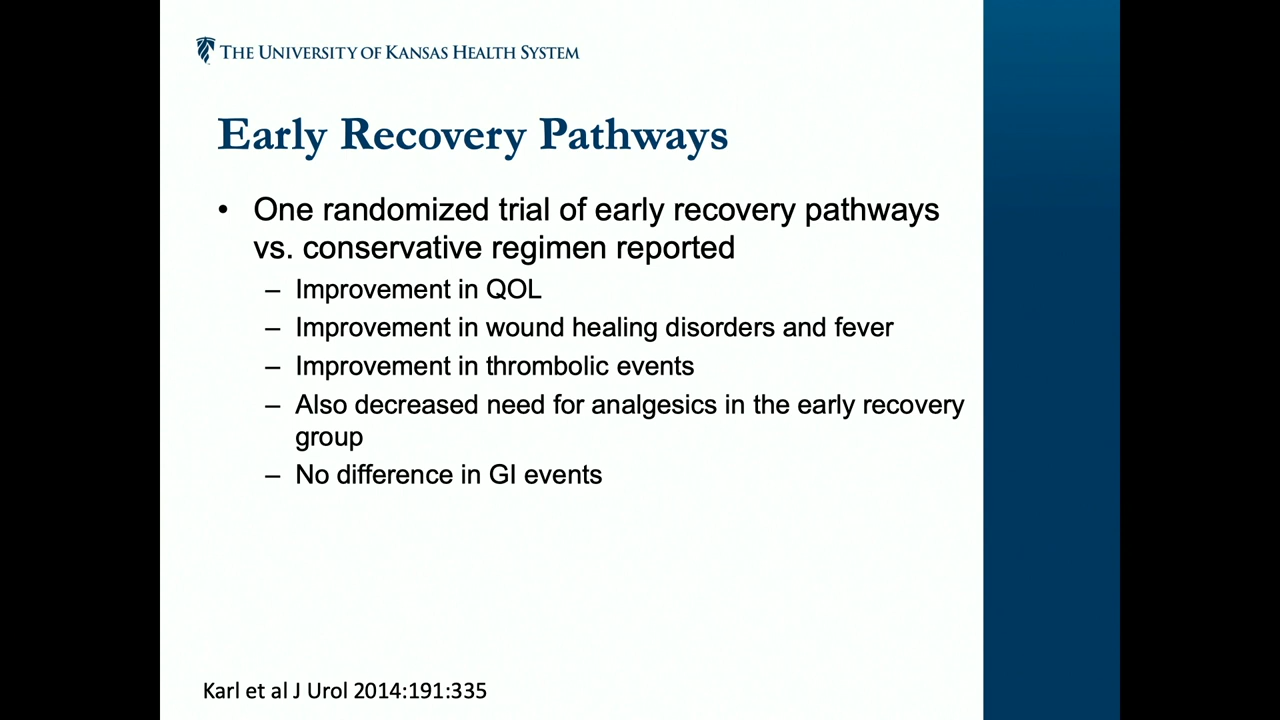 THE UNIVERSITY OF KANSAS HEALTH SYSTEM
Early Recovery Pathways
• One randomized trial of early recovery pathways
vs. conservative regimen reported
– Improvement in QOL
– Improvement in wound healing disorders and fever
– Improvement in thrombolic events
– Also decreased need for analgesics in the early recovery
group
– No difference in GI events
Karl et al J Urol 2014:191:335